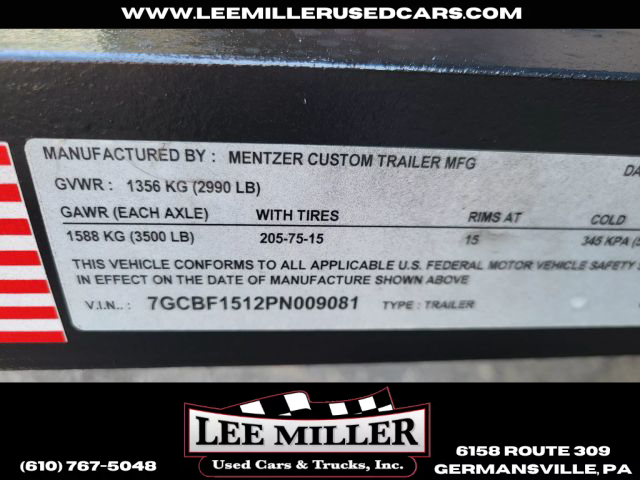 WWW.LEEMILLERUSEDCARS.COM
MANUFACTURED BY : MENTZER CUSTOM TRAILER MFG
GVWR : 1356 KG (2990 LB)
GAWR (EACH AXLE) WITH TIRES RIMS AT COLD
1588 KG (3500 LB) 205-75-15 15 345 KPA
THIS VEHICLE CONFORMS TO ALL APPLICABLE U.S. FEDERAL MOTOR VEHICLE SAFETY
IN EFFECT ON THE DATE OF MANUFACTURE SHOWN ABOVE
V.I.N.. : 7GCBF1512PN009081 TYPE : TRAILER
LEE MILLER
Used Cars & Trucks, Inc.
(610) 767-5048
6158 ROUTE 309
GERMANSVILLE, PA